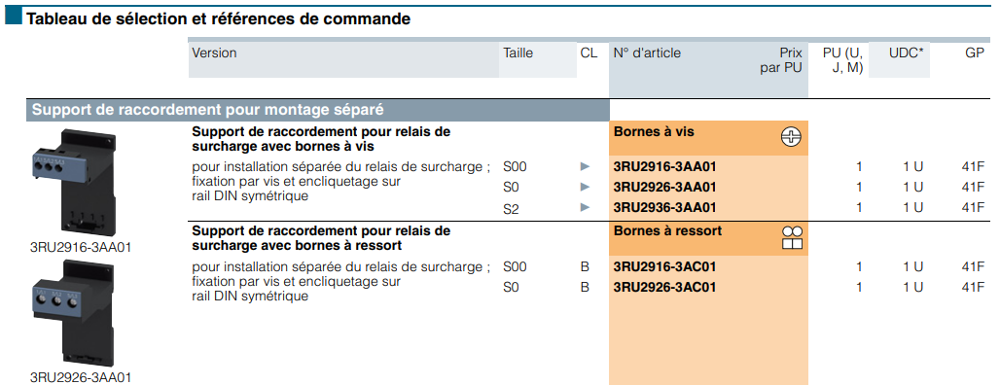 Tableau de sélection et références de commande
Version Taille CL N° d'article Prix par PU PU (U, J, M) UDC* GP
Support de raccordement pour montage séparé
Support de raccordement pour relais de surcharge avec bornes à vis Bornes à vis
pour installation séparée du relais de surcharge ; S00 ► 3RU2916-3AA01 1 1 U 41F
fixation par vis et encliquetage sur S0 ► 3RU2926-3AA01 1 1 U 41F
rail DIN symétrique S2 ► 3RU2936-3AA01 1 1 U 41F
3RU2916-3AA01
Support de raccordement pour relais de surcharge avec bornes à ressort Bornes à ressort
pour installation séparée du relais de surcharge ; S00 B 3RU2916-3AC01 1 1 U 41F
fixation par vis et encliquetage sur S0 B 3RU2926-3AC01 1 1 U 41F
rail DIN symétrique
3RU2926-3AA01